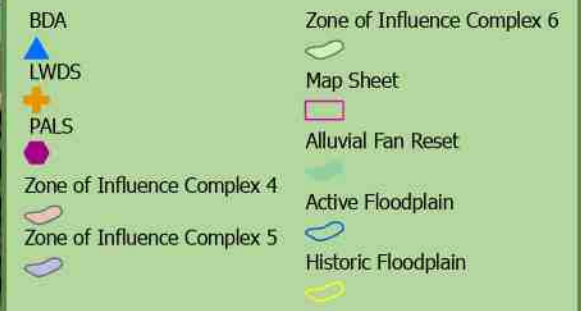 BDA
LWDS
PALS
Zone of Influence Complex 4
Zone of Influence Complex 5
Zone of Influence Complex 6
Map Sheet
Alluvial Fan Reset
Active Floodplain
Historic Floodplain